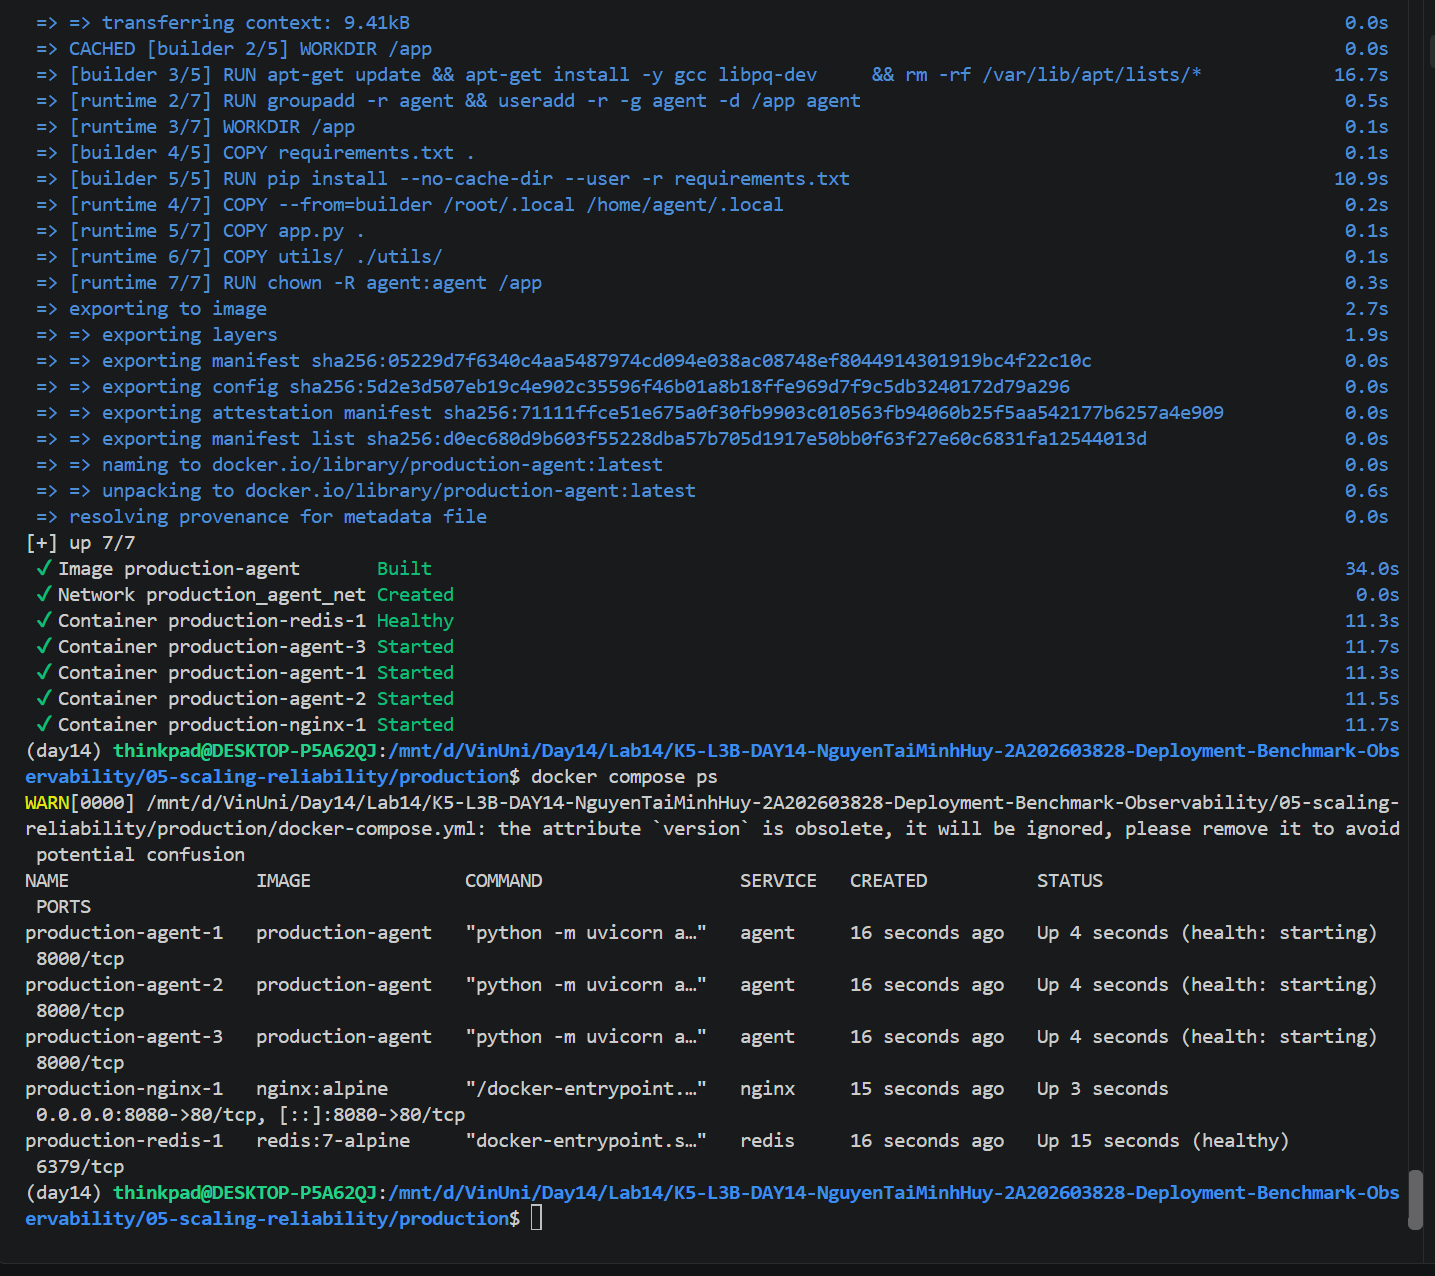 => => transferring context: 9.41kB 0.0s
=> CACHED [builder 2/5] WORKDIR /app 0.0s
=> [builder 3/5] RUN apt-get update && apt-get install -y gcc libpq-dev     && rm -rf /var/lib/apt/lists/* 16.7s
=> [runtime 2/7] RUN groupadd -r agent && useradd -r -g agent -d /app agent 0.5s
=> [runtime 3/7] WORKDIR /app 0.1s
=> [builder 4/5] COPY requirements.txt . 0.1s
=> [builder 5/5] RUN pip install --no-cache-dir --user -r requirements.txt 10.9s
=> [runtime 4/7] COPY --from=builder /root/.local /home/agent/.local 0.2s
=> [runtime 5/7] COPY app.py . 0.1s
=> [runtime 6/7] COPY utils/ ./utils/ 0.1s
=> [runtime 7/7] RUN chown -R agent:agent /app 0.3s
=> exporting to image 2.7s
=> => exporting layers 1.9s
=> => exporting manifest sha256:05229d7f6340c4aa5487974cd094e038ac08748ef8044914301919bc4f22c10c 0.0s
=> => exporting config sha256:5d2e3d507eb19c4e902c35596f46b01a8b18ffe969d7f9c5db3240172d79a296 0.0s
=> => exporting attestation manifest sha256:71111ffce51e675a0f30fb9903c010563fb94060b25f5aa542177b6257a4e909 0.0s
=> => exporting manifest list sha256:d0ec680d9b603f55228dba57b705d1917e50bb0f63f27e60c6831fa12544013d 0.0s
=> => naming to docker.io/library/production-agent:latest 0.0s
=> => unpacking to docker.io/library/production-agent:latest 0.6s
=> resolving provenance for metadata file 0.0s
[+] up 7/7
✓ Image production-agent Built 34.0s
✓ Network production_agent_net Created 0.0s
✓ Container production-redis-1 Healthy 11.3s
✓ Container production-agent-3 Started 11.7s
✓ Container production-agent-1 Started 11.3s
✓ Container production-agent-2 Started 11.5s
✓ Container production-nginx-1 Started 11.7s
(day14) thinkpad@DESKTOP-P5A62QJ:/mnt/d/VinUni/Day14/Lab14/K5-L3B-DAY14-NguyenTaiMinhHuy-2A202603828-Deployment-Benchmark-Obs
ervability/05-scaling-reliability/production$ docker compose ps
WARN[0000] /mnt/d/VinUni/Day14/Lab14/K5-L3B-DAY14-NguyenTaiMinhHuy-2A202603828-Deployment-Benchmark-Observability/05-scaling-
reliability/production/docker-compose.yml: the attribute `version` is obsolete, it will be ignored, please remove it to avoid
potential confusion
NAME IMAGE COMMAND SERVICE CREATED STATUS
PORTS
production-agent-1 production-agent "python -m uvicorn a…" agent 16 seconds ago Up 4 seconds (health: starting)
8000/tcp
production-agent-2 production-agent "python -m uvicorn a…" agent 16 seconds ago Up 4 seconds (health: starting)
8000/tcp
production-agent-3 production-agent "python -m uvicorn a…" agent 16 seconds ago Up 4 seconds (health: starting)
8000/tcp
production-nginx-1 nginx:alpine "/docker-entrypoint.…" nginx 15 seconds ago Up 3 seconds
0.0.0.0:8080->80/tcp, [::]:8080->80/tcp
production-redis-1 redis:7-alpine "docker-entrypoint.s…" redis 16 seconds ago Up 15 seconds (healthy)
6379/tcp
(day14) thinkpad@DESKTOP-P5A62QJ:/mnt/d/VinUni/Day14/Lab14/K5-L3B-DAY14-NguyenTaiMinhHuy-2A202603828-Deployment-Benchmark-Obs
ervability/05-scaling-reliability/production$